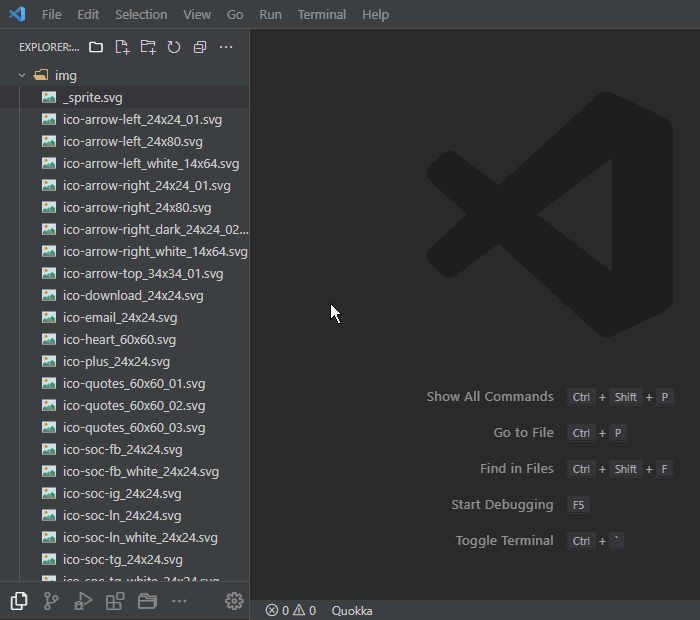 File Edit Selection View Go Run Terminal Help
EXPLORER:...
img
_sprite.svg
ico-arrow-left_24x24_01.svg
ico-arrow-left_24x80.svg
ico-arrow-left_white_14x64.svg
ico-arrow-right_24x24_01.svg
ico-arrow-right_24x80.svg
ico-arrow-right_dark_24x24_02...
ico-arrow-right_white_14x64.svg
ico-arrow-top_34x34_01.svg
ico-download_24x24.svg
ico-email_24x24.svg
ico-heart_60x60.svg
ico-plus_24x24.svg
ico-quotes_60x60_01.svg
ico-quotes_60x60_02.svg
ico-quotes_60x60_03.svg
ico-soc-fb_24x24.svg
ico-soc-fb_white_24x24.svg
ico-soc-ig_24x24.svg
ico-soc-ln_24x24.svg
ico-soc-ln_white_24x24.svg
ico-soc-tg_24x24.svg
ico-soc-tg_white_24x24.svg
Show All Commands Ctrl + Shift + P
Go to File Ctrl + P
Find in Files Ctrl + Shift + F
Start Debugging F5
Toggle Terminal Ctrl + `
0 0 Quokka